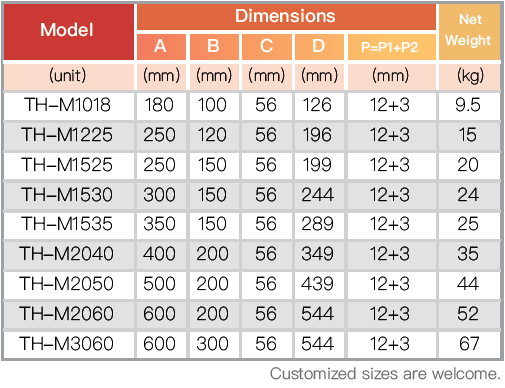 Model Dimensions Net Weight
A B C D P=P1+P2
(unit) (mm) (mm) (mm) (mm) (mm) (kg)
TH-M1018 180 100 56 126 12+3 9.5
TH-M1225 250 120 56 196 12+3 15
TH-M1525 250 150 56 199 12+3 20
TH-M1530 300 150 56 244 12+3 24
TH-M1535 350 150 56 289 12+3 25
TH-M2040 400 200 56 349 12+3 35
TH-M2050 500 200 56 439 12+3 44
TH-M2060 600 200 56 544 12+3 52
TH-M3060 600 300 56 544 12+3 67
Customized sizes are welcome.